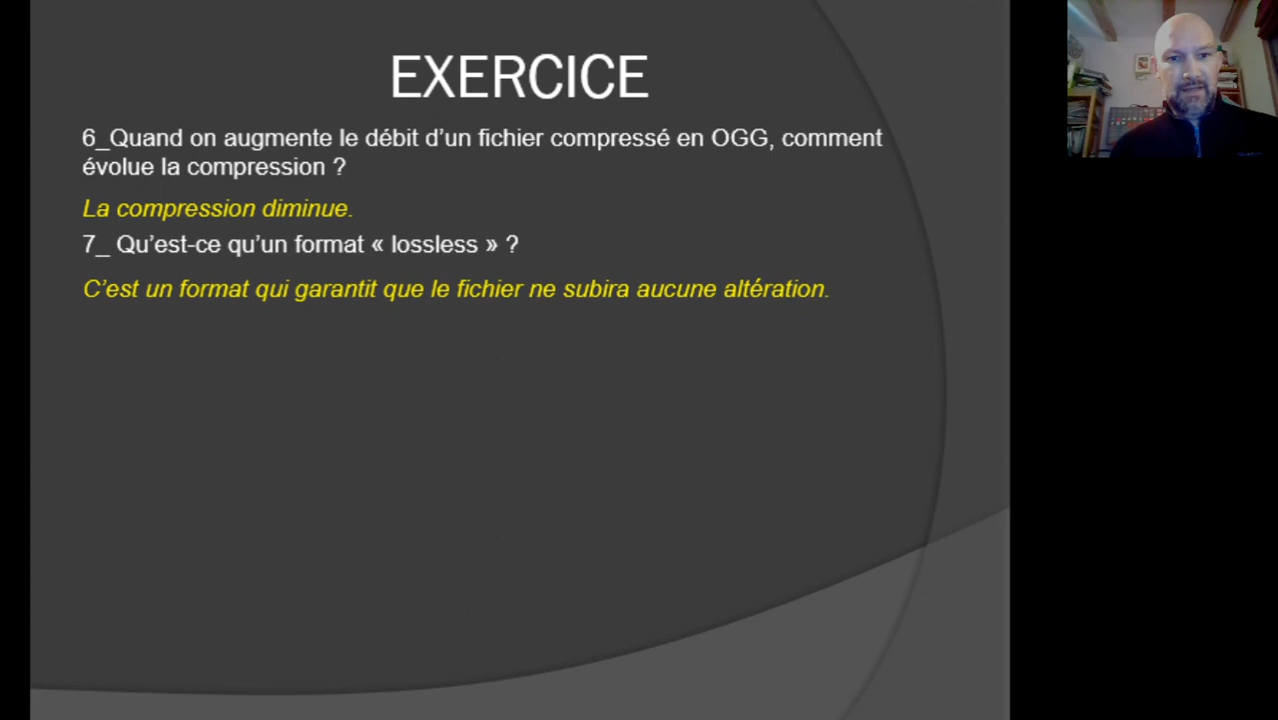 EXERCICE
6_Quand on augmente le débit d’un fichier compressé en OGG, comment
évolue la compression ?
La compression diminue.
7_ Qu’est-ce qu’un format « lossless » ?
C’est un format qui garantit que le fichier ne subira aucune altération.